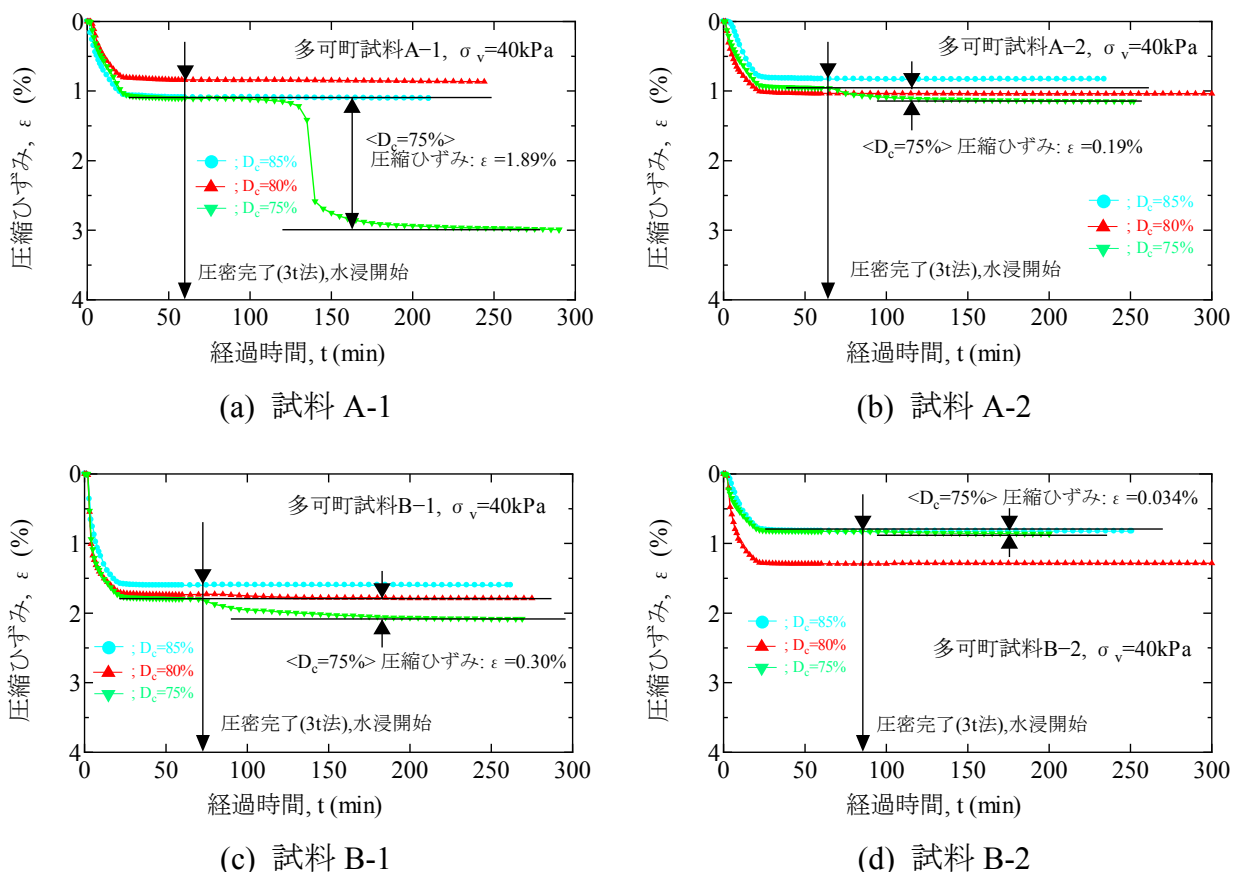 0
1
2
3
4
圧縮ひずみ, ε (%)
多可町試料A−1, σv=40kPa
<Dc=75%>
圧縮ひずみ: ε=1.89%
; Dc=85%
; Dc=80%
; Dc=75%
圧密完了(3t法),水浸開始
0 50 100 150 200 250 300
経過時間, t (min)
(a) 試料 A-1
0
1
2
3
4
圧縮ひずみ, ε (%)
多可町試料A−2, σv=40kPa
<Dc=75%> 圧縮ひずみ: ε=0.19%
; Dc=85%
; Dc=80%
; Dc=75%
圧密完了(3t法),水浸開始
0 50 100 150 200 250 300
経過時間, t (min)
(b) 試料 A-2
0
1
2
3
4
圧縮ひずみ, ε (%)
多可町試料B−1, σv=40kPa
; Dc=85%
; Dc=80%
; Dc=75%
<Dc=75%> 圧縮ひずみ: ε=0.30%
圧密完了(3t法),水浸開始
0 50 100 150 200 250 300
経過時間, t (min)
(c) 試料 B-1
0
1
2
3
4
圧縮ひずみ, ε (%)
<Dc=75%> 圧縮ひずみ: ε=0.034%
; Dc=85%
; Dc=80%
; Dc=75%
多可町試料B−2, σv=40kPa
圧密完了(3t法),水浸開始
0 50 100 150 200 250 300
経過時間, t (min)
(d) 試料 B-2